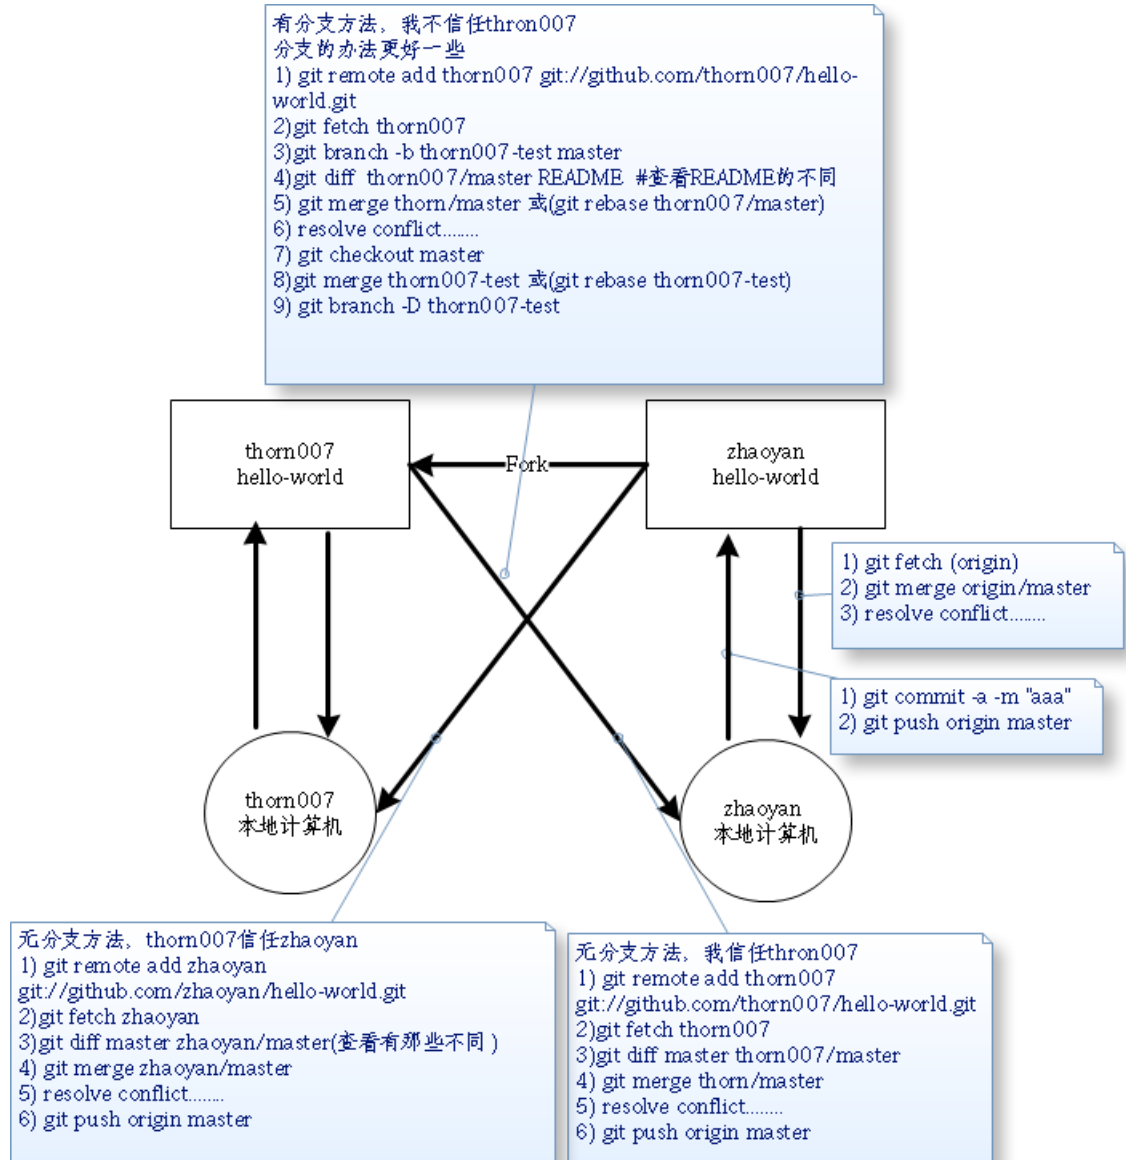 有分支方法，我不信任thron007
分支的办法更好一些
1) git remote add thorn007 git://github.com/thorn007/hello-
world.git
2)git fetch thorn007
3)git branch -b thorn007-test master
4)git diff  thorn007/master README  #查看README的不同
5) git merge thorn/master 或(git rebase thorn007/master)
6) resolve conflict........
7) git checkout master
8)git merge thorn007-test 或(git rebase thorn007-test)
9) git branch -D thorn007-test
thorn007
hello-world
Fork
zhaoyan
hello-world
1) git fetch (origin)
2) git merge origin/master
3) resolve conflict........
1) git commit -a -m "aaa"
2) git push origin master
thorn007
本地计算机
zhaoyan
本地计算机
无分支方法，thorn007信任zhaoyan
1) git remote add zhaoyan
git://github.com/zhaoyan/hello-world.git
2)git fetch zhaoyan
3)git diff master zhaoyan/master(查看有那些不同 )
4) git merge zhaoyan/master
5) resolve conflict........
6) git push origin master
无分支方法，我信任thron007
1) git remote add thorn007
git://github.com/thorn007/hello-world.git
2)git fetch thorn007
3)git diff master thorn007/master
4) git merge thorn/master
5) resolve conflict........
6) git push origin master